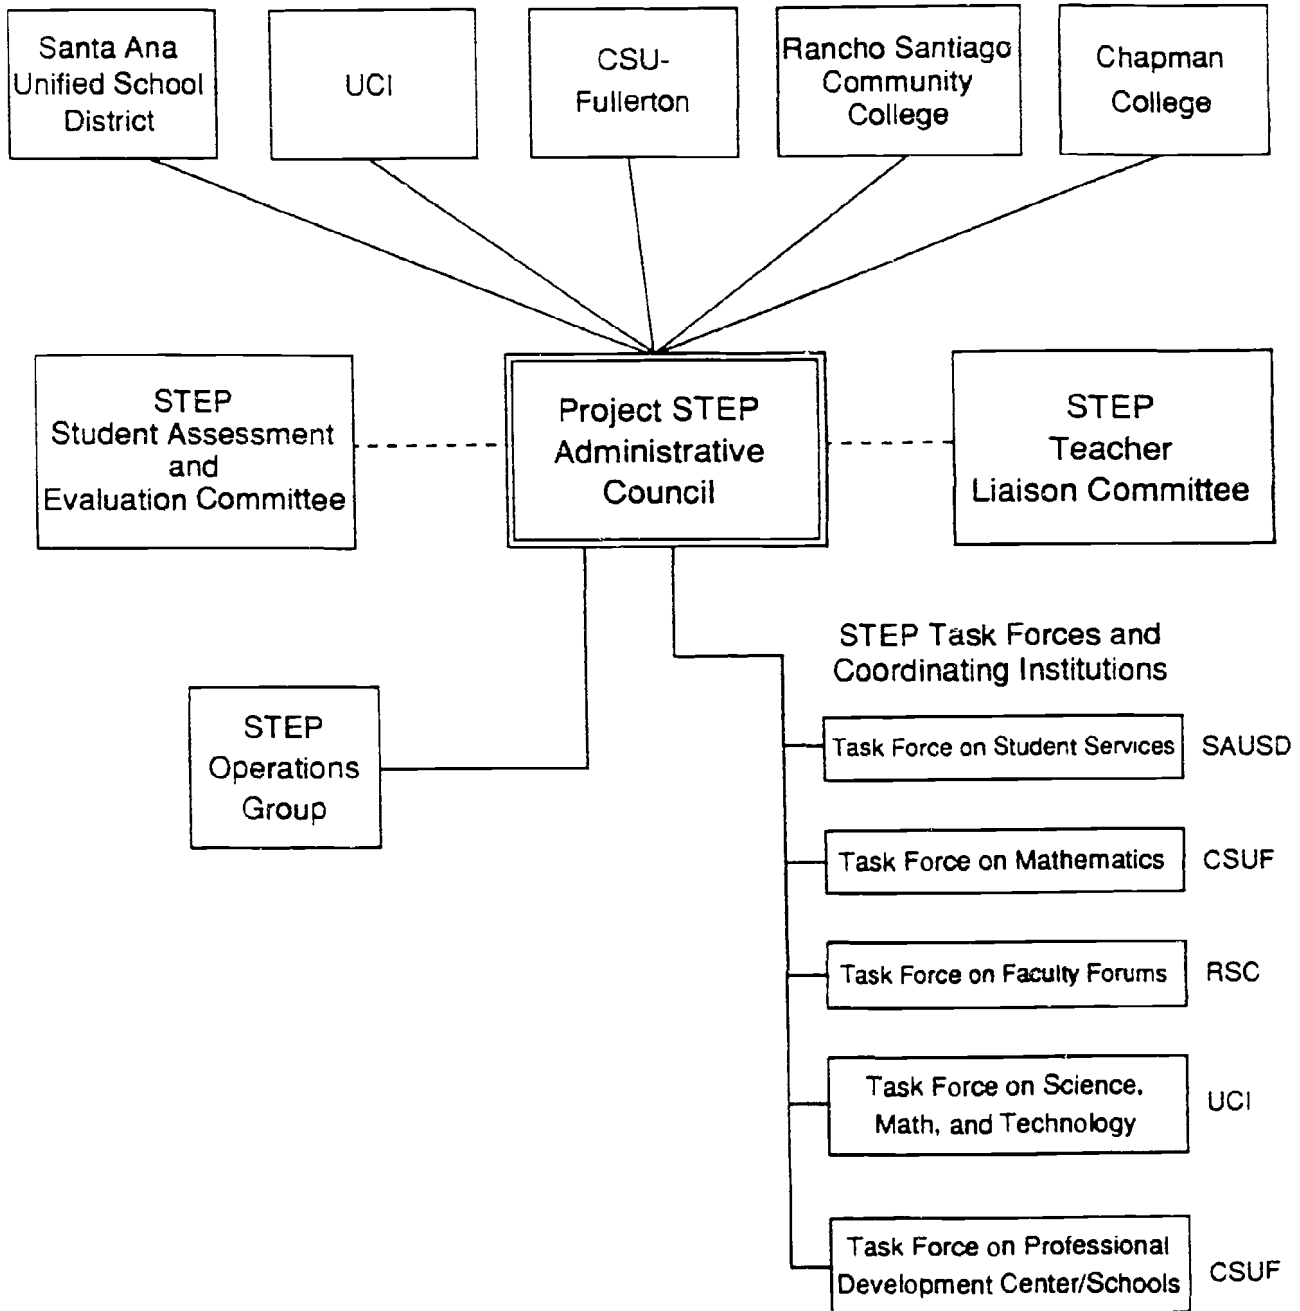 Santa Ana
Unified School
District
UCI
CSU-
Fullerton
Rancho Santiago
Community
College
Chapman
College
STEP
Student Assessment
and
Evaluation Committee
Project STEP
Administrative
Council
STEP
Teacher
Liaison Committee
STEP
Operations
Group
STEP Task Forces and
Coordinating Institutions
Task Force on Student Services SAUSD
Task Force on Mathematics CSUF
Task Force on Faculty Forums RSC
Task Force on Science,
Math, and Technology
UCI
Task Force on Professional
Development Center/Schools
CSUF